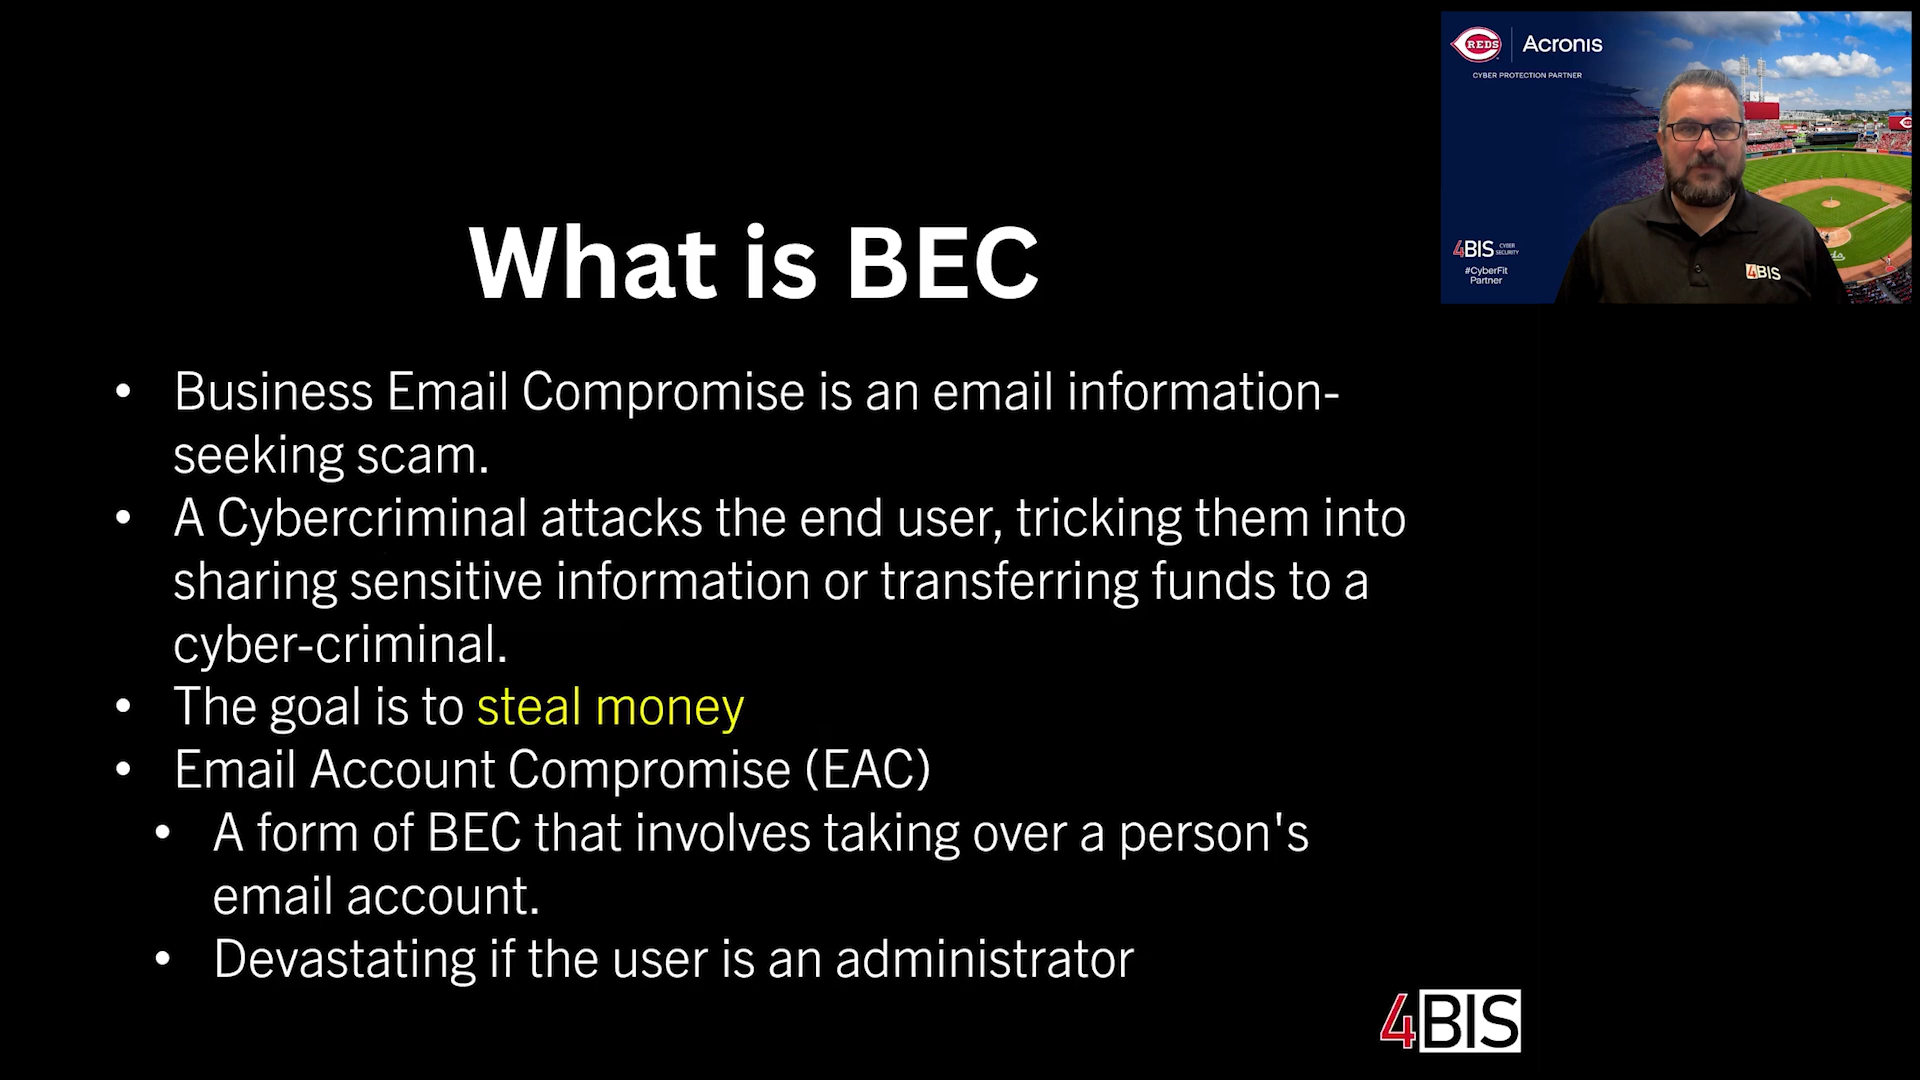 REDS
Acronis
CYBER PROTECTION PARTNER
4BIS CYBER SECURITY
#CyberFit
Partner
4BIS
What is BEC
• Business Email Compromise is an email information-
seeking scam.
• A Cybercriminal attacks the end user, tricking them into
sharing sensitive information or transferring funds to a
cyber-criminal.
• The goal is to steal money
• Email Account Compromise (EAC)
• A form of BEC that involves taking over a person's
email account.
• Devastating if the user is an administrator
4BIS